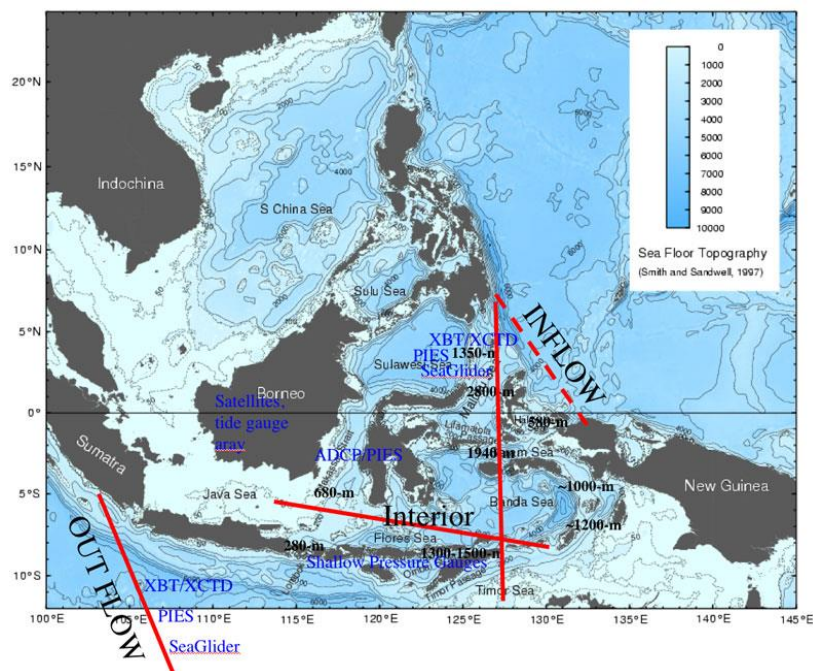 20°N
15°N
10°N
5°N
0°
5°S
10°S
100°E
105°E
110°E
115°E
120°E
125°E
130°E
135°E
140°E
145°E
0
1000
2000
3000
4000
5000
6000
7000
8000
9000
10000
Sea Floor Topography
(Smith and Sandwell, 1997)
Indochina
S China Sea
Sulu Sea
INFLOW
XBT/XCTD
PIES
1350-m
SeaGlider
2800-m
Borneo
Satellites,
tide gauge
aray
580-m
Sumatra
ADCP/PIES
1940-m
680-m
~1000-m
New Guinea
Java Sea
Banda Sea
Interior
~1200-m
Flores Sea
280-m
1300-1500-m
Shallow Pressure Gauges
Timor Passage
Timor Sea
OUT FLOW
XBT/XCTD
PIES
SeaGlider